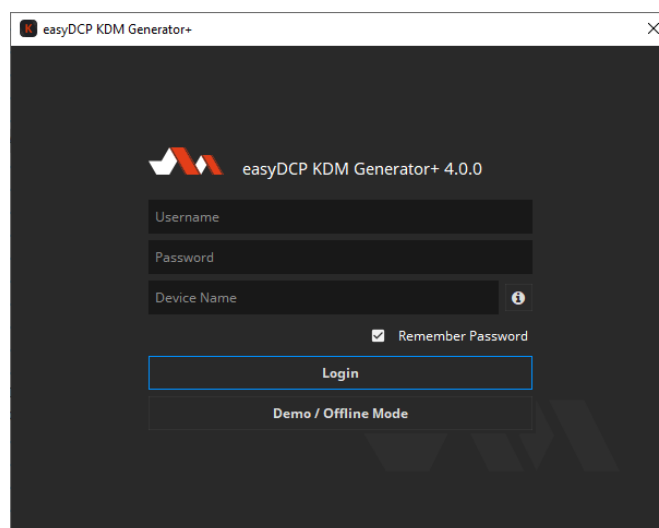 K easyDCP KDM Generator+
easyDCP KDM Generator+ 4.0.0
Username
Password
Device Name
Remember Password
Login
Demo / Offline Mode